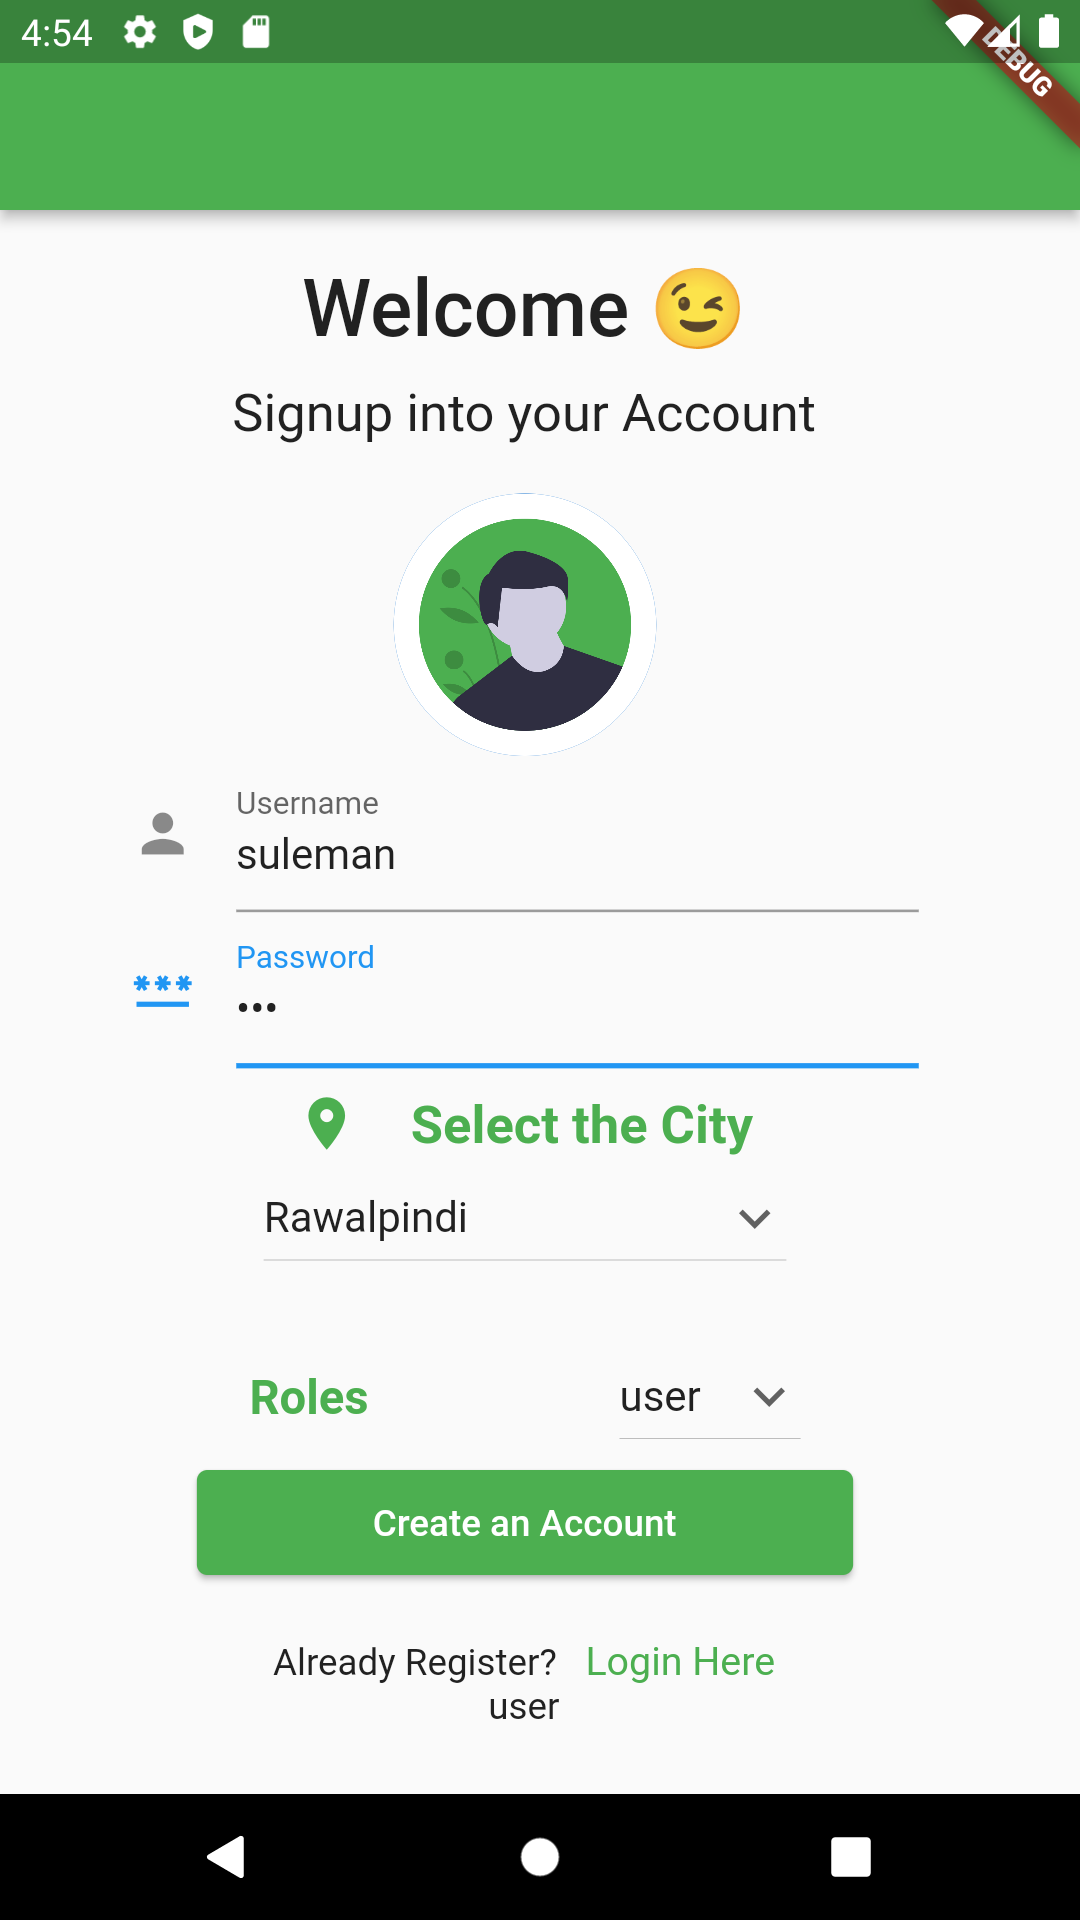 4:54
DEBUG
Welcome 😉
Signup into your Account
Username
suleman
Password
•••
Select the City
Rawalpindi
Roles
user
Create an Account
Already Register? Login Here
user